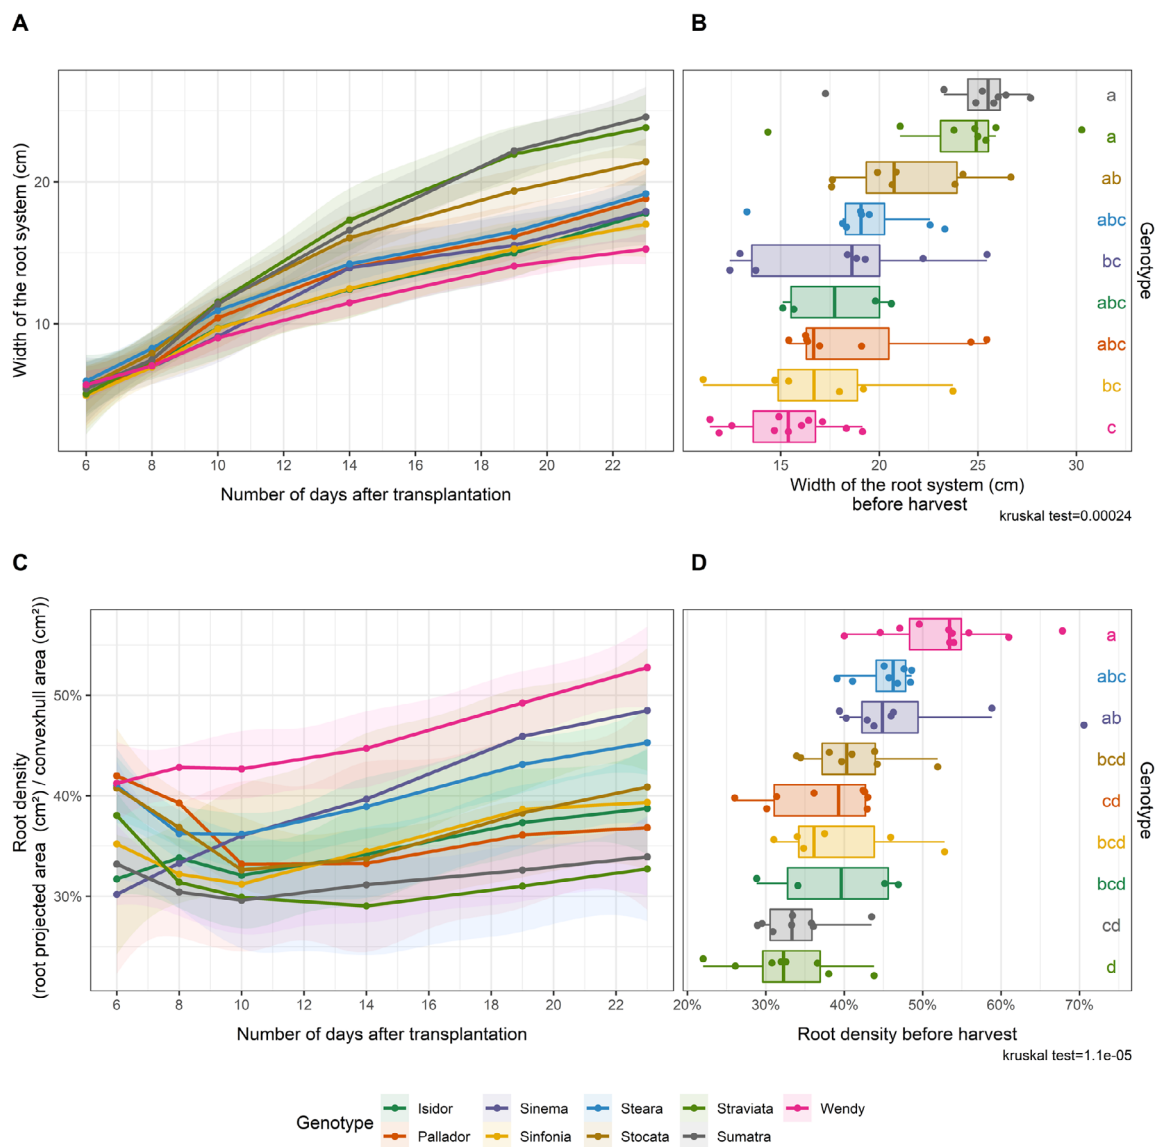 A
B
Width of the root system (cm)
20
10
6
8
10
12
14
16
18
20
22
Number of days after transplantation
a
a
ab
abc
bc
abc
abc
bc
c
Genotype
15
20
25
30
Width of the root system (cm)
before harvest
kruskal test=0.00024
C
D
Root density
(root projected area (cm²) / convexhull area (cm²))
50%
40%
30%
6
8
10
12
14
16
18
20
22
Number of days after transplantation
a
abc
ab
bcd
cd
bcd
bcd
cd
d
Genotype
20%
30%
40%
50%
60%
70%
Root density before harvest
kruskal test=1.1e-05
Genotype
Isidor
Sinema
Steara
Straviata
Wendy
Pallador
Sinfonia
Stocata
Sumatra